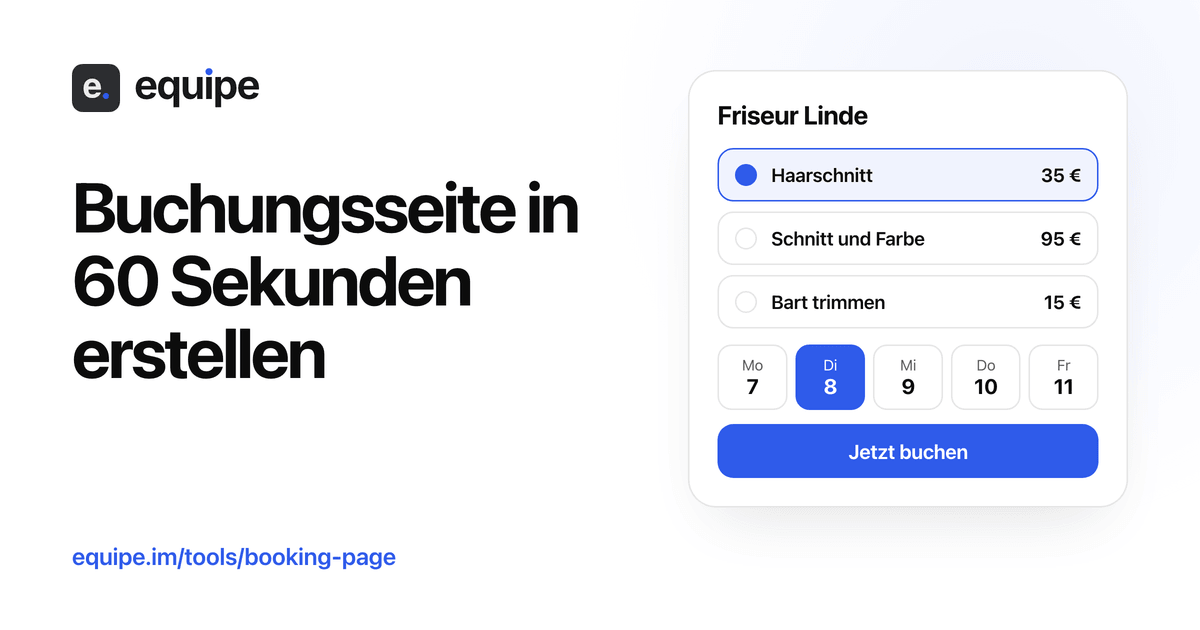 e.
equipe
Buchungsseite in
60 Sekunden
erstellen
equipe.im/tools/booking-page
Friseur Linde
Haarschnitt 35 €
Schnitt und Farbe 95 €
Bart trimmen 15 €
Mo Di Mi Do Fr
7 8 9 10 11
Jetzt buchen